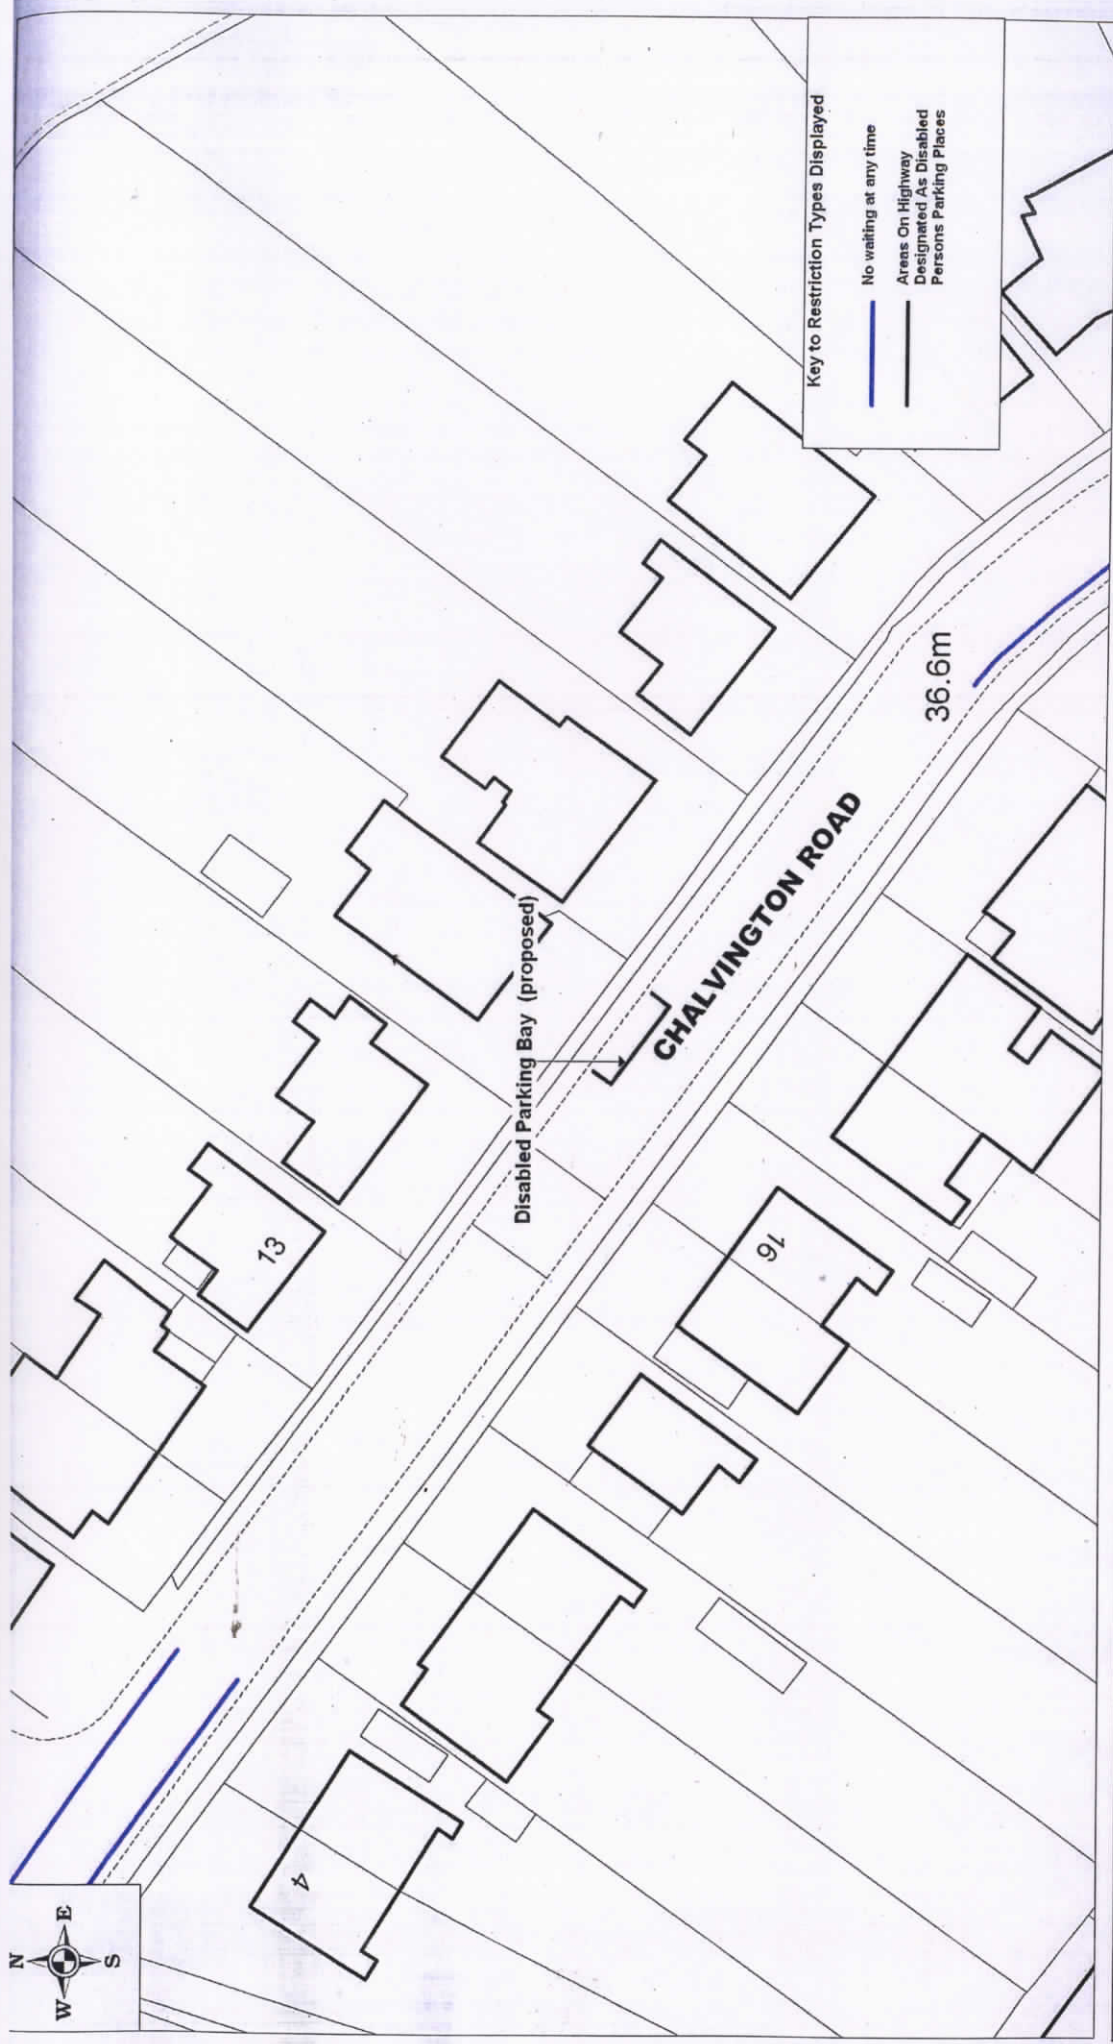 N
W E
S
Key to Restriction Types Displayed
No waiting at any time
Areas On Highway
Designated As Disabled
Persons Parking Places
Disabled Parking Bay (proposed)
CHALVINGTON ROAD
36.6m
13
16
4